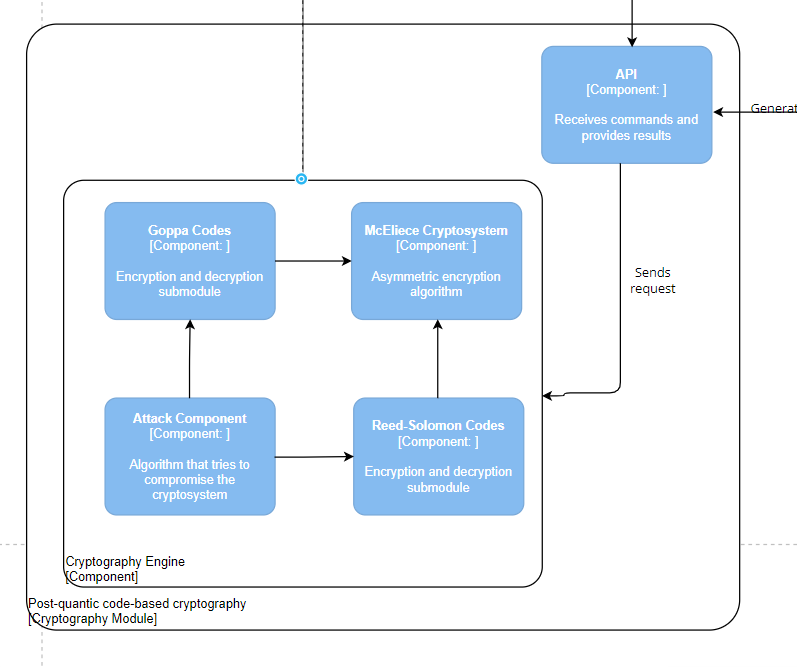 API
[Component: ]
Receives commands and
provides results
Generat
Goppa Codes
[Component: ]
Encryption and decryption
submodule
McEliece Cryptosystem
[Component: ]
Asymmetric encryption
algorithm
Sends
request
Attack Component
[Component: ]
Algorithm that tries to
compromise the
cryptosystem
Reed-Solomon Codes
[Component: ]
Encryption and decryption
submodule
Cryptography Engine
[Component]
Post-quantic code-based cryptography
[Cryptography Module]